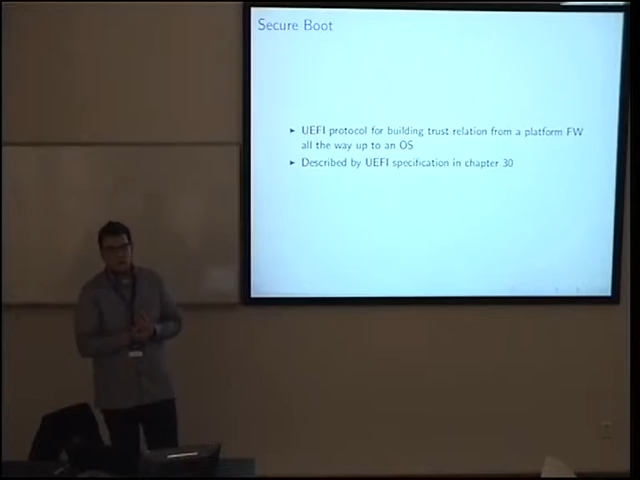 Secure Boot
▸ UEFI protocol for building trust relation from a platform FW
all the way up to an OS
▸ Described by UEFI specification in chapter 30